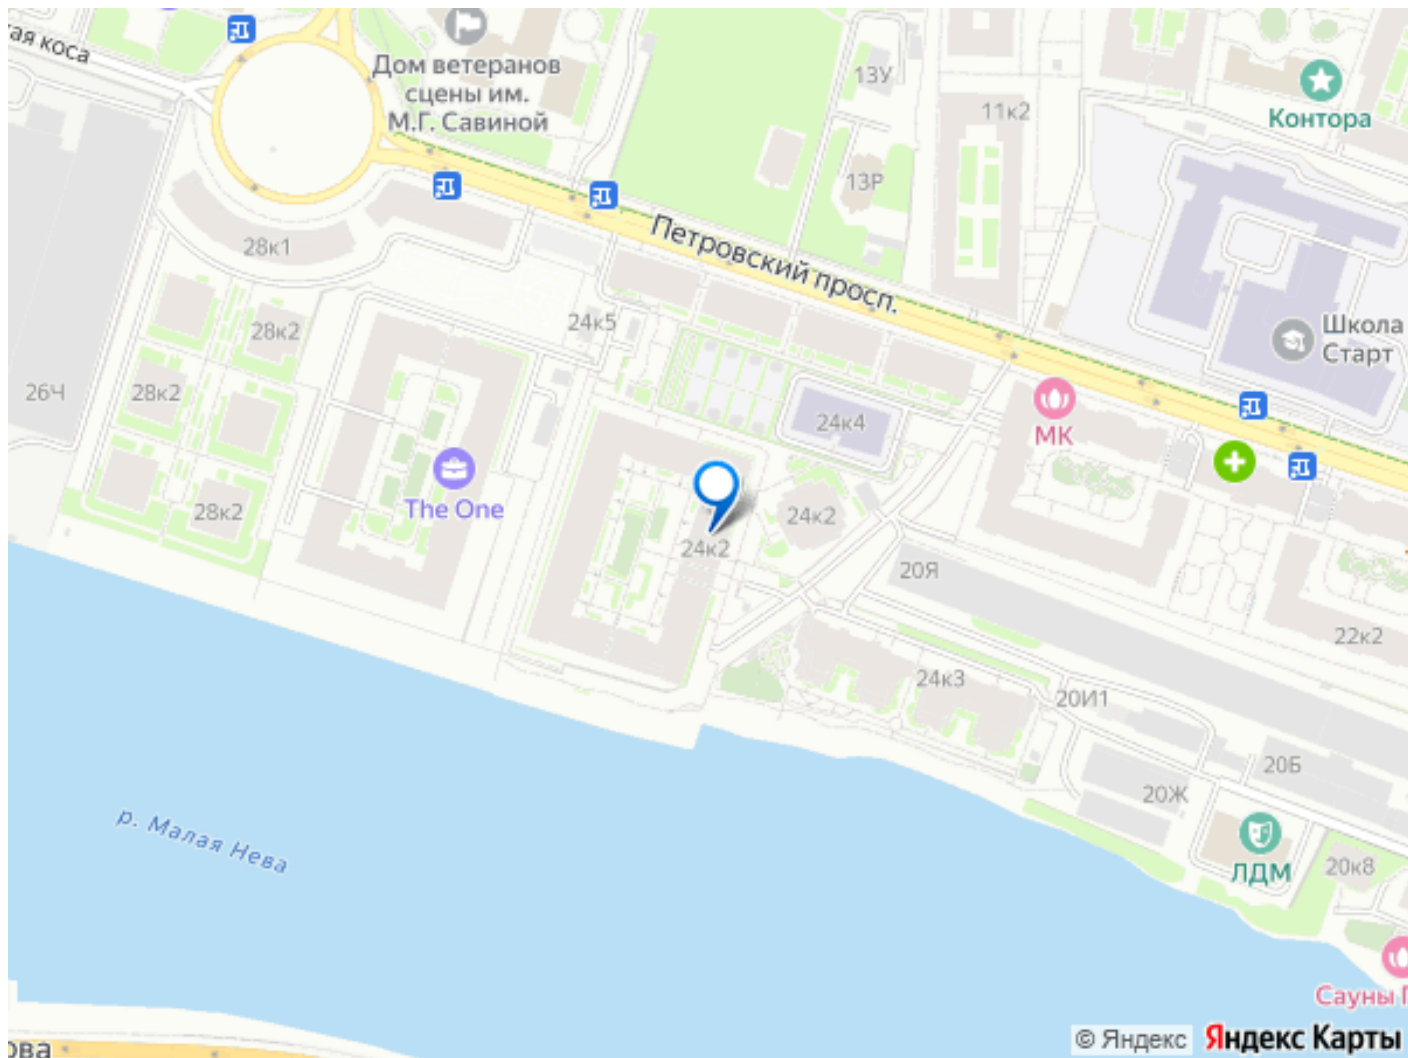 ская коса
Дом ветеранов
сцены им.
М.Г. Савиной
13У
11к2
Контора
13Р
28к1
Петровский просп.
24к5
28к2
Школа
Старт
26Ч
28к2
24к4
МК
The One
28к2
24к2
24к2
20Я
22к2
24к3
20И1
20Б
20Ж
р. Малая Нева
ЛДМ
20к8
Сауны
ова
© Яндекс
Яндекс Карты